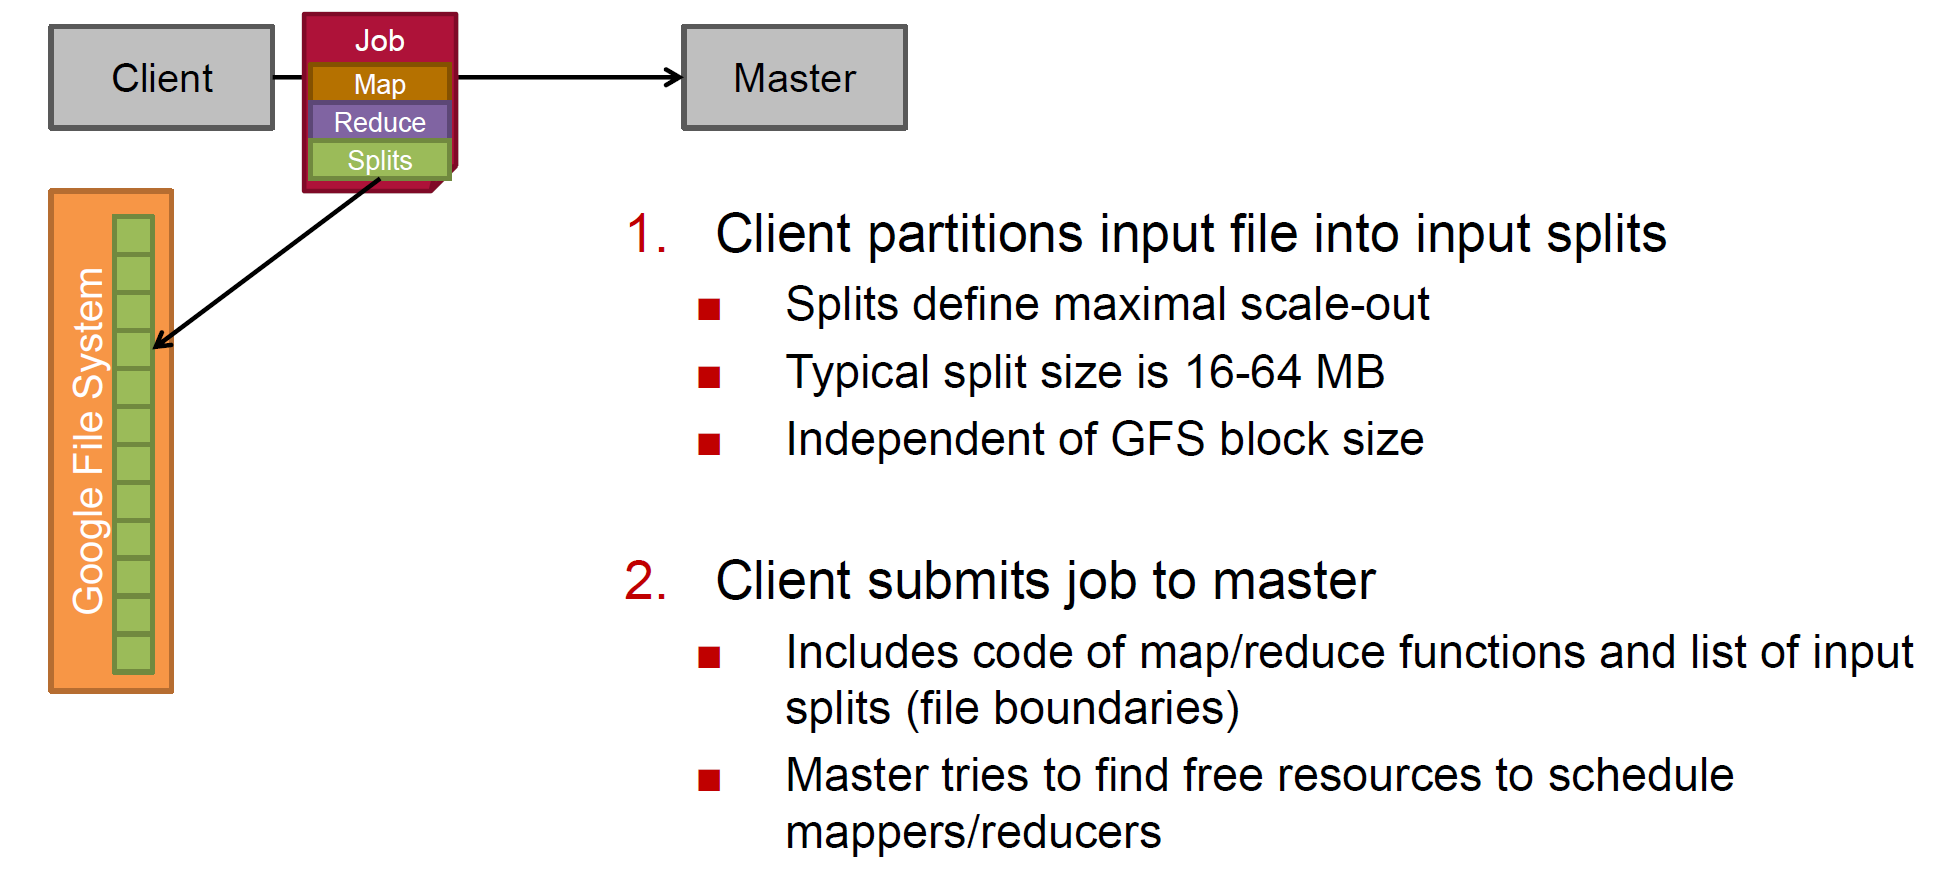 Client
Job
Map
Reduce
Splits
Master
Google File System
1. Client partitions input file into input splits
■ Splits define maximal scale-out
■ Typical split size is 16-64 MB
■ Independent of GFS block size
2. Client submits job to master
■ Includes code of map/reduce functions and list of input
splits (file boundaries)
■ Master tries to find free resources to schedule
mappers/reducers